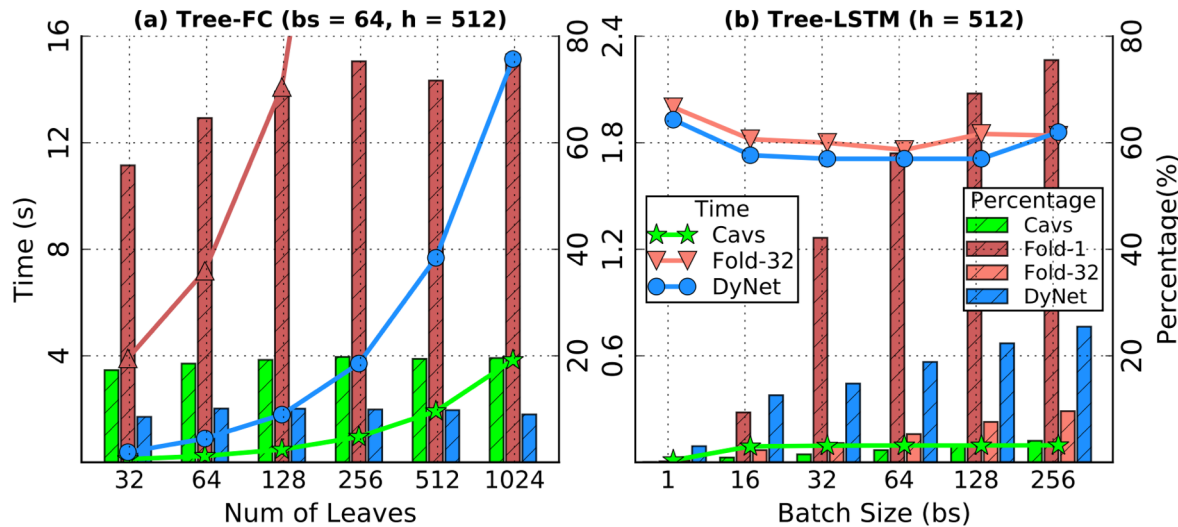 (a) Tree-FC (bs = 64, h = 512)
16
12
8
4
Time (s)
80
60
40
20
32 64 128 256 512 1024
Num of Leaves
(b) Tree-LSTM (h = 512)
2.4
1.8
1.2
0.6
80
60
40
20
Percentage(%)
Time
Cavs
Fold-32
DyNet
Percentage
Cavs
Fold-1
Fold-32
DyNet
1 16 32 64 128 256
Batch Size (bs)